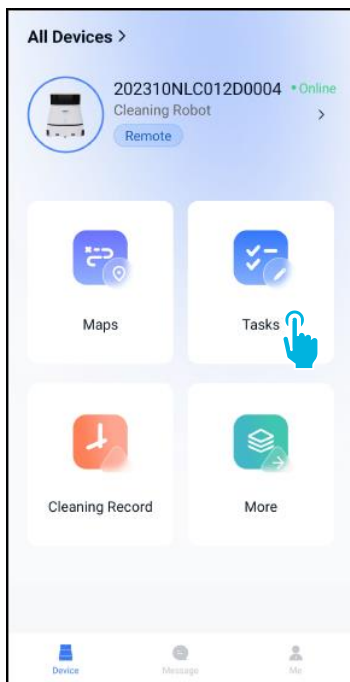 All Devices >
202310NLC012D0004 • Online
Cleaning Robot
Remote
Maps
Tasks
Cleaning Record
More
Device
Message
Me